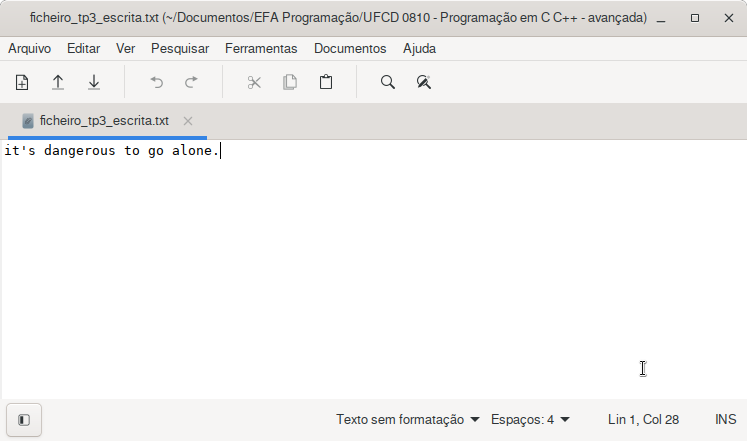 ficheiro_tp3_escrita.txt (~/Documentos/EFA Programação/UFCD 0810 - Programação em C C++ - avançada)
Arquivo Editar Ver Pesquisar Ferramentas Documentos Ajuda
ficheiro_tp3_escrita.txt
it's dangerous to go alone.
Texto sem formatação Espaços: 4 Lin 1, Col 28 INS